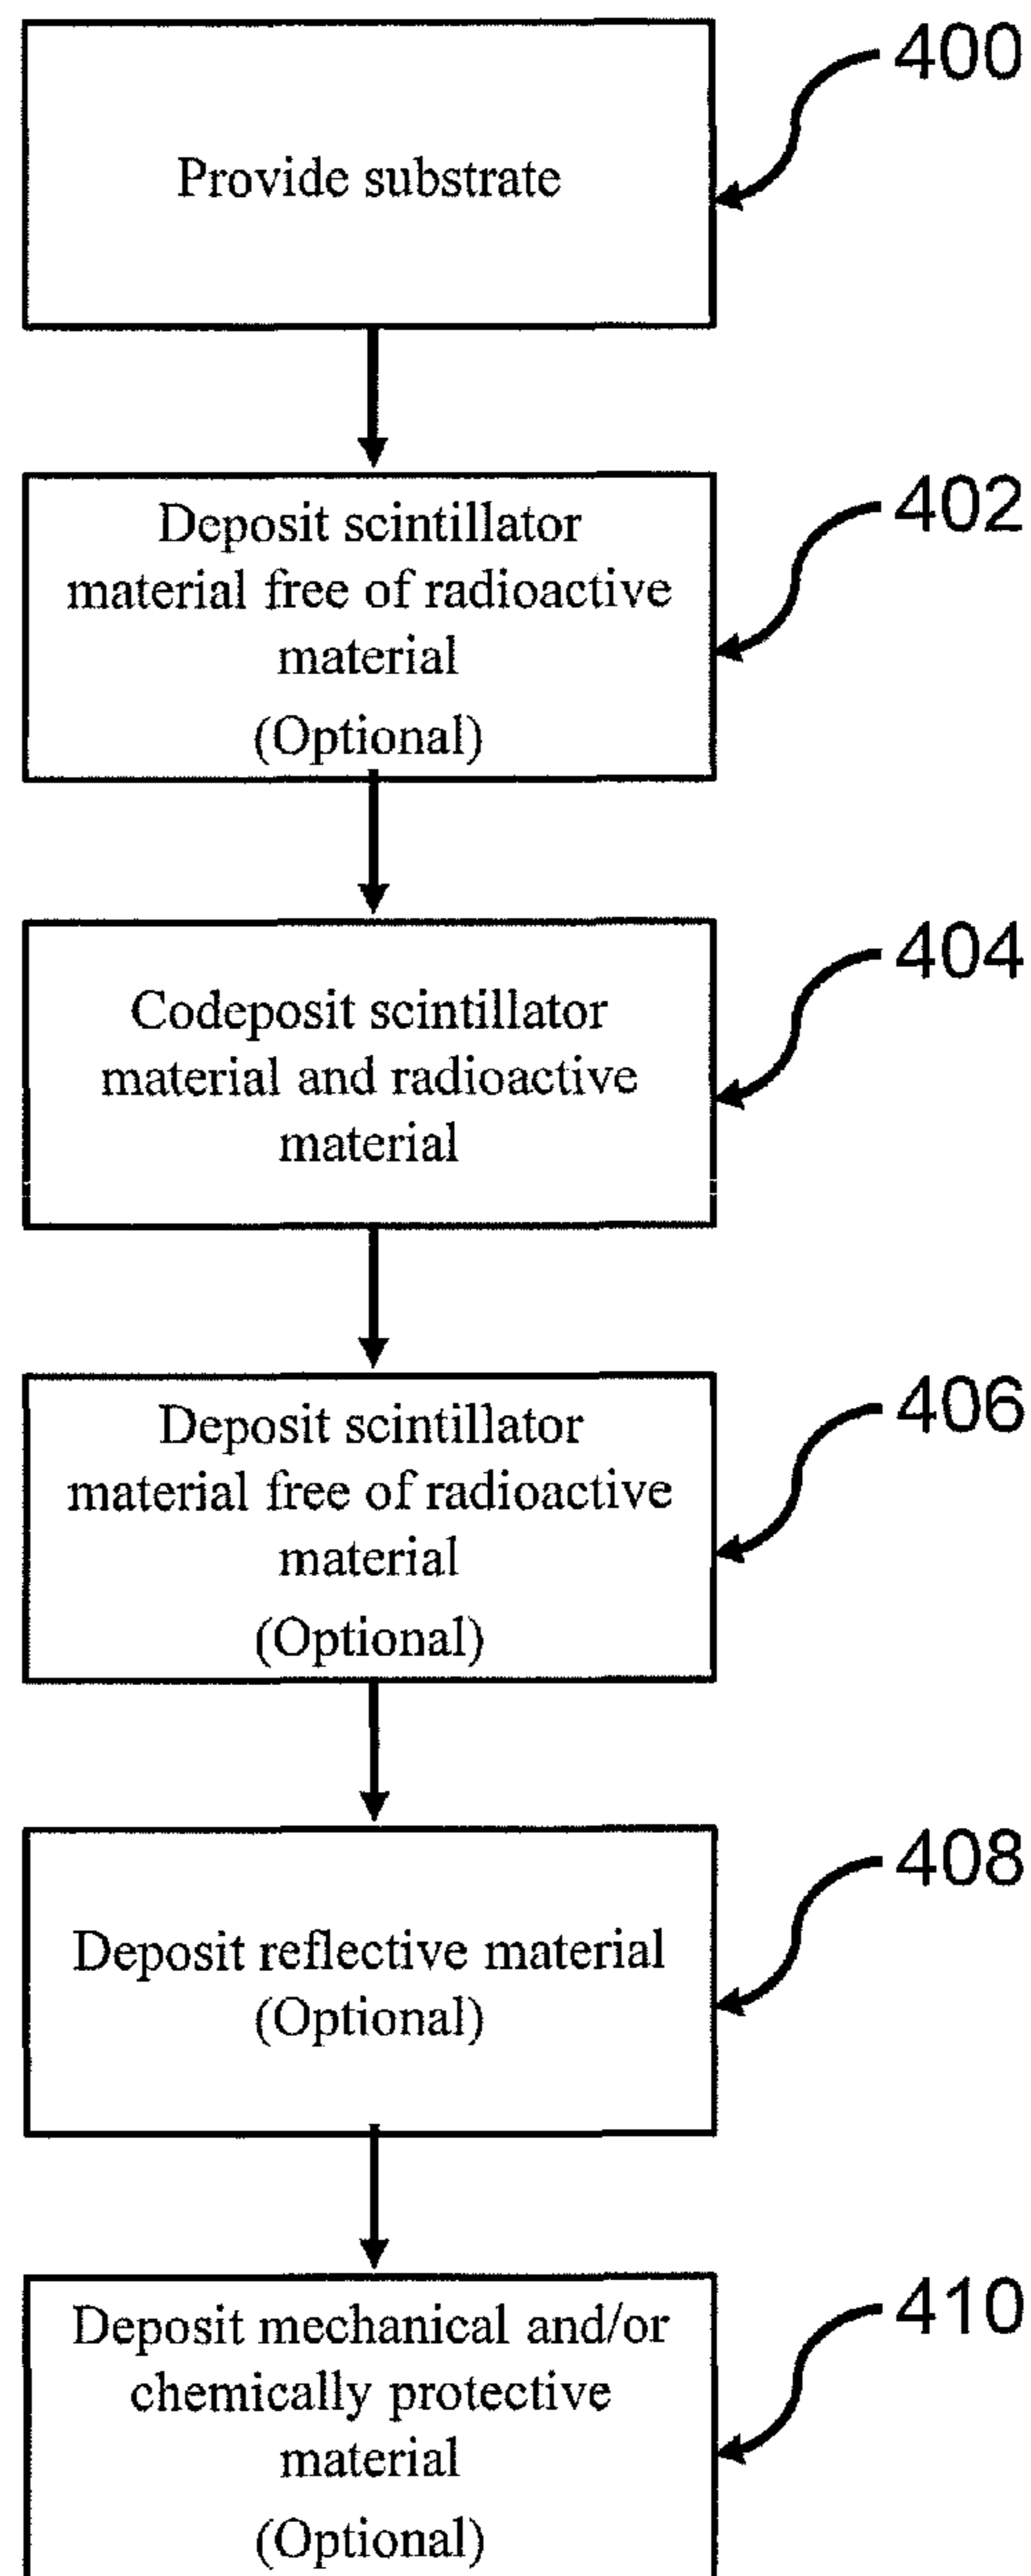 400
Provide substrate
402
Deposit scintillator
material free of radioactive
material
(Optional)
404
Codeposit scintillator
material and radioactive
material
406
Deposit scintillator
material free of radioactive
material
(Optional)
408
Deposit reflective material
(Optional)
410
Deposit mechanical and/or
chemically protective
material
(Optional)